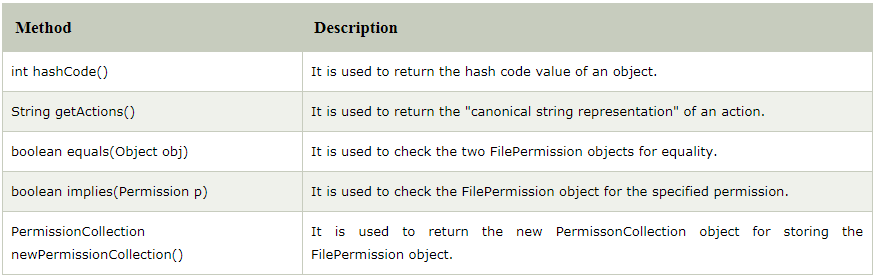 Method Description
int hashCode() It is used to return the hash code value of an object.
String getActions() It is used to return the "canonical string representation" of an action.
boolean equals(Object obj) It is used to check the two FilePermission objects for equality.
boolean implies(Permission p) It is used to check the FilePermission object for the specified permission.
PermissionCollection It is used to return the new PermissonCollection object for storing the
newPermissionCollection() FilePermission object.